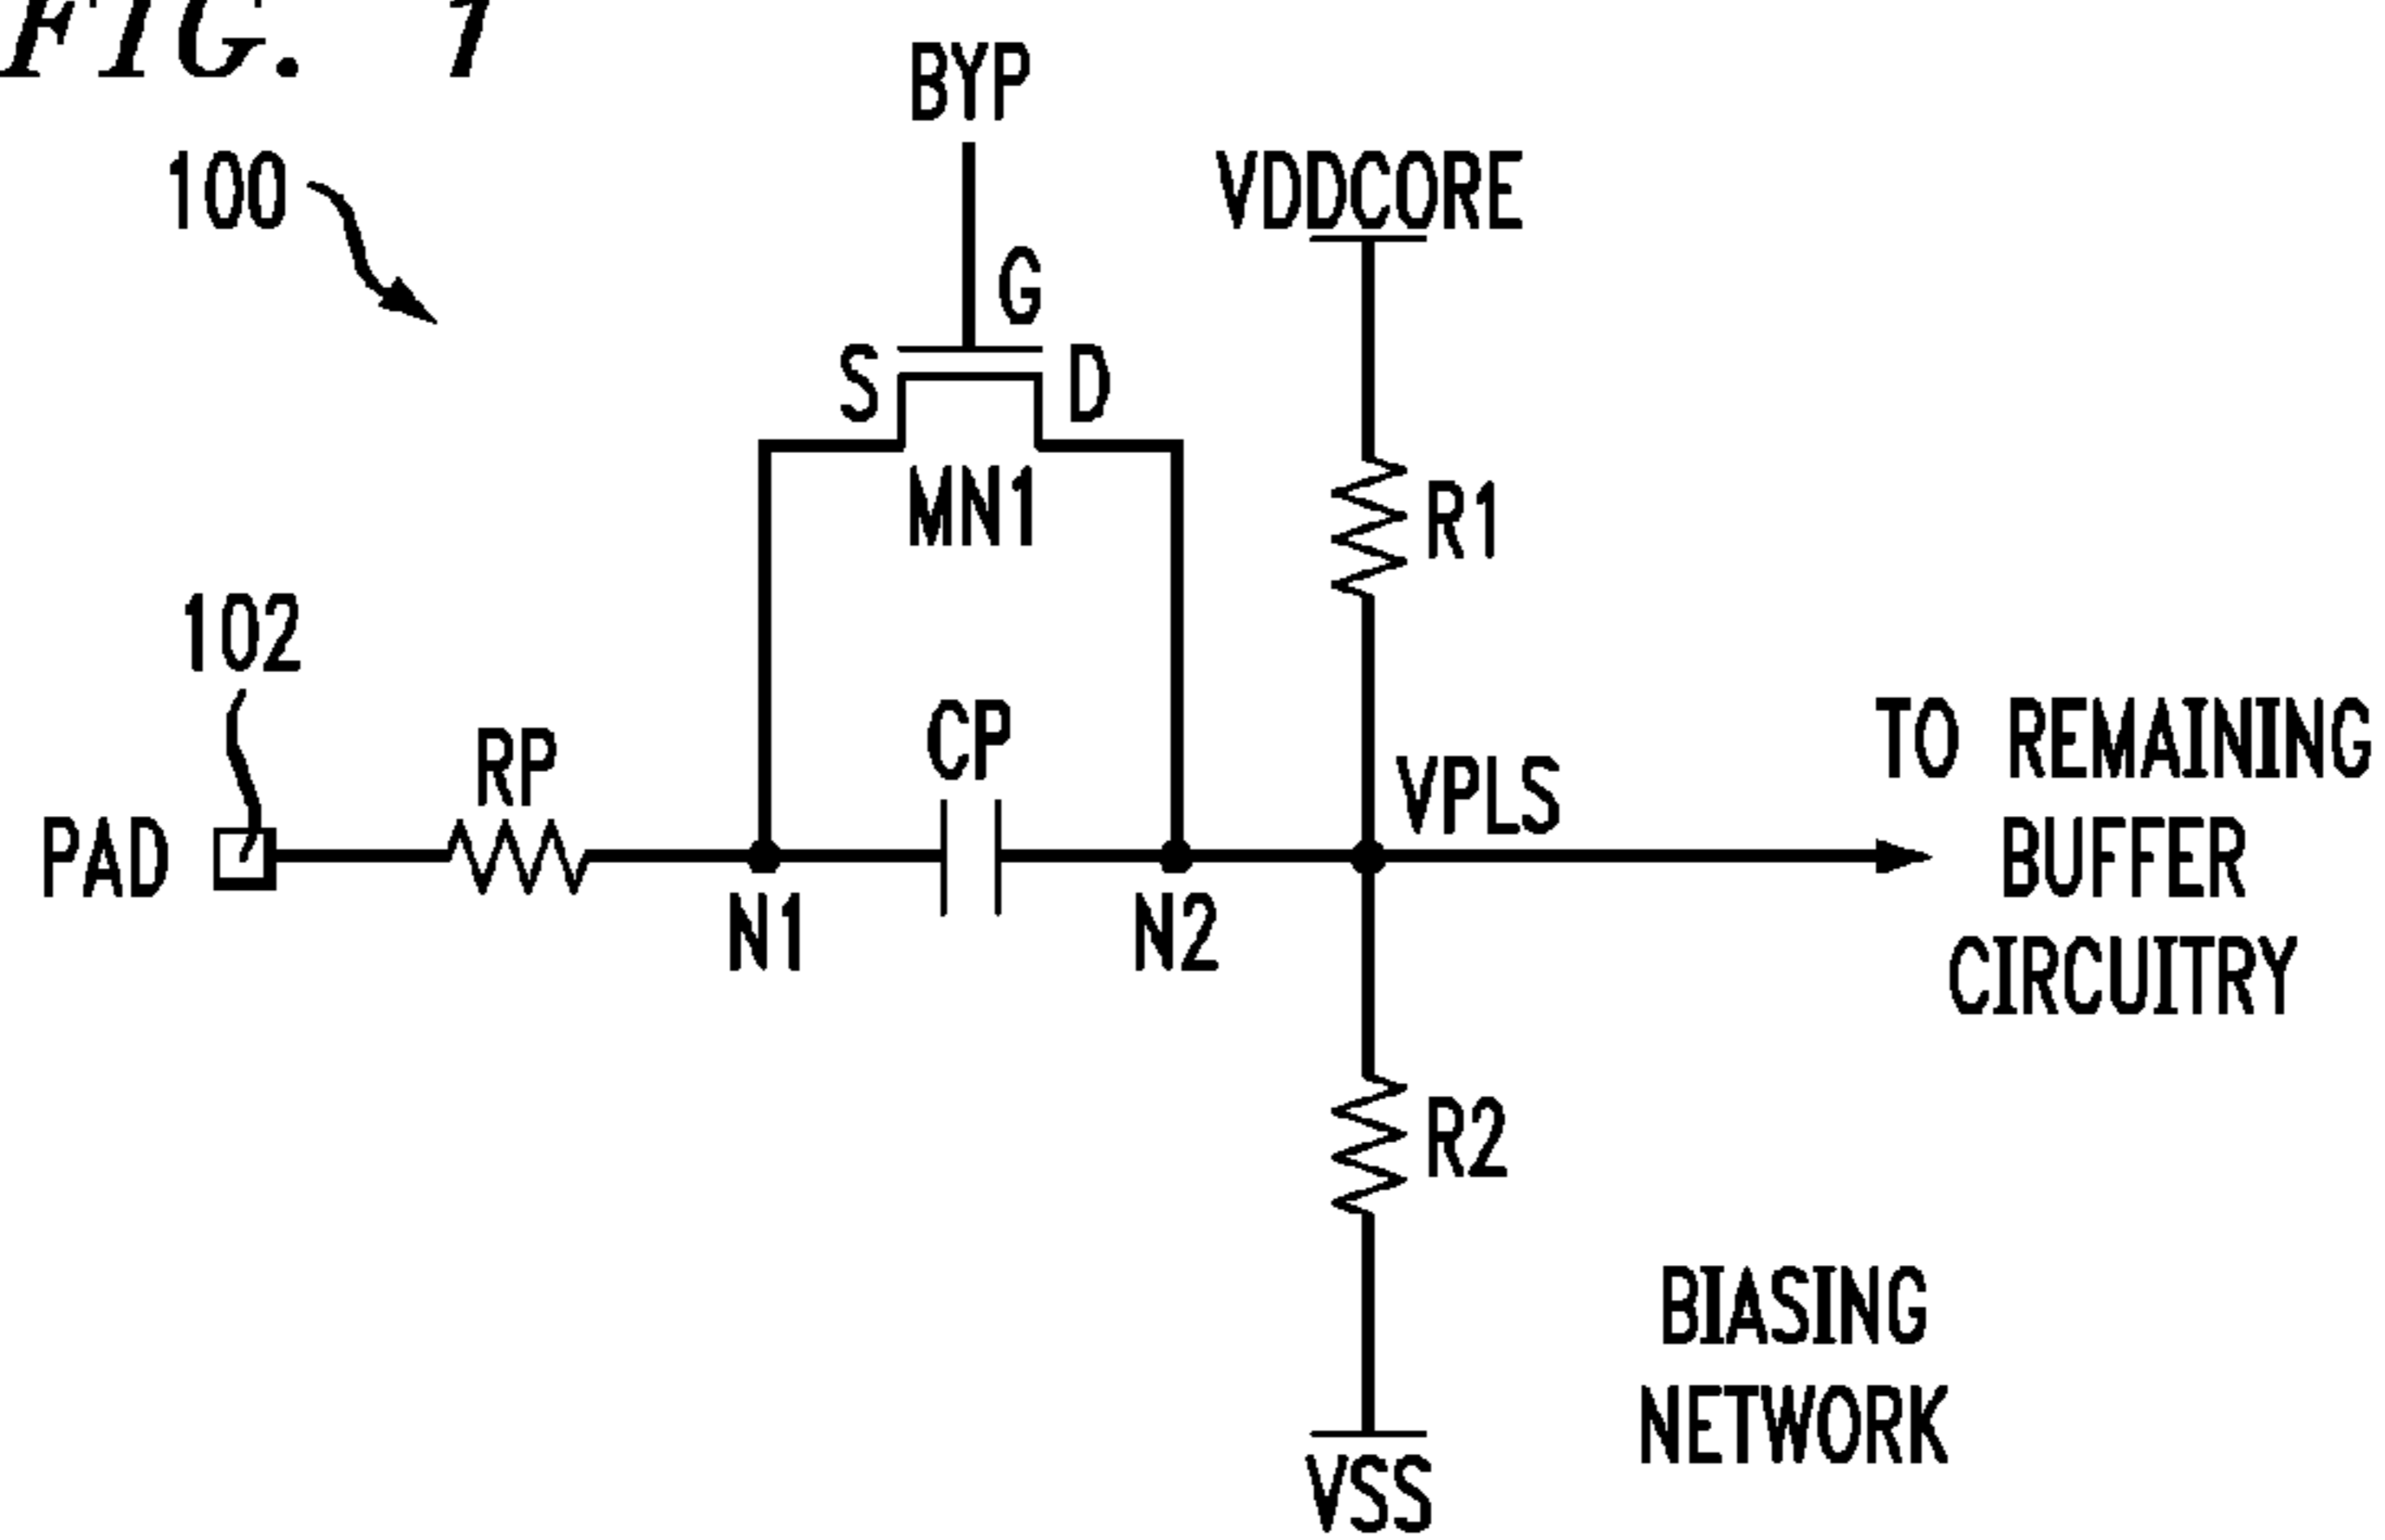 FIG. 1
BYP
100
VDDCORE
G
S
D
MN1
R1
102
CP
RP
VPLS
TO REMAINING
BUFFER
CIRCUITRY
PAD
N1
N2
R2
BIASING
NETWORK
VSS